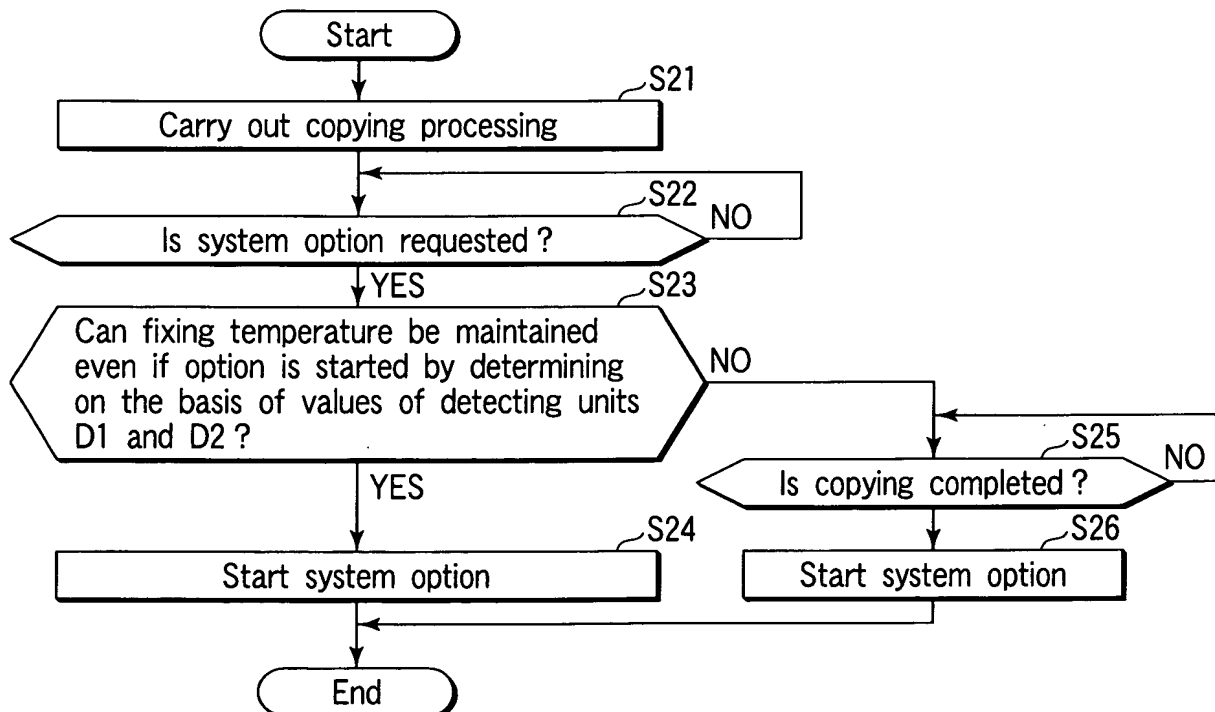 Start
S21
Carry out copying processing
S22
Is system option requested ?
NO
YES
S23
Can fixing temperature be maintained
even if option is started by determining
on the basis of values of detecting units
D1 and D2 ?
NO
YES
S25
Is copying completed ?
NO
S24
Start system option
S26
Start system option
End